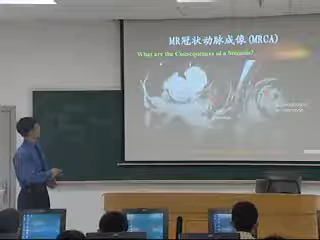 MR冠状动脉成像(MRCA)
What are the Consequences of a Stenosis?